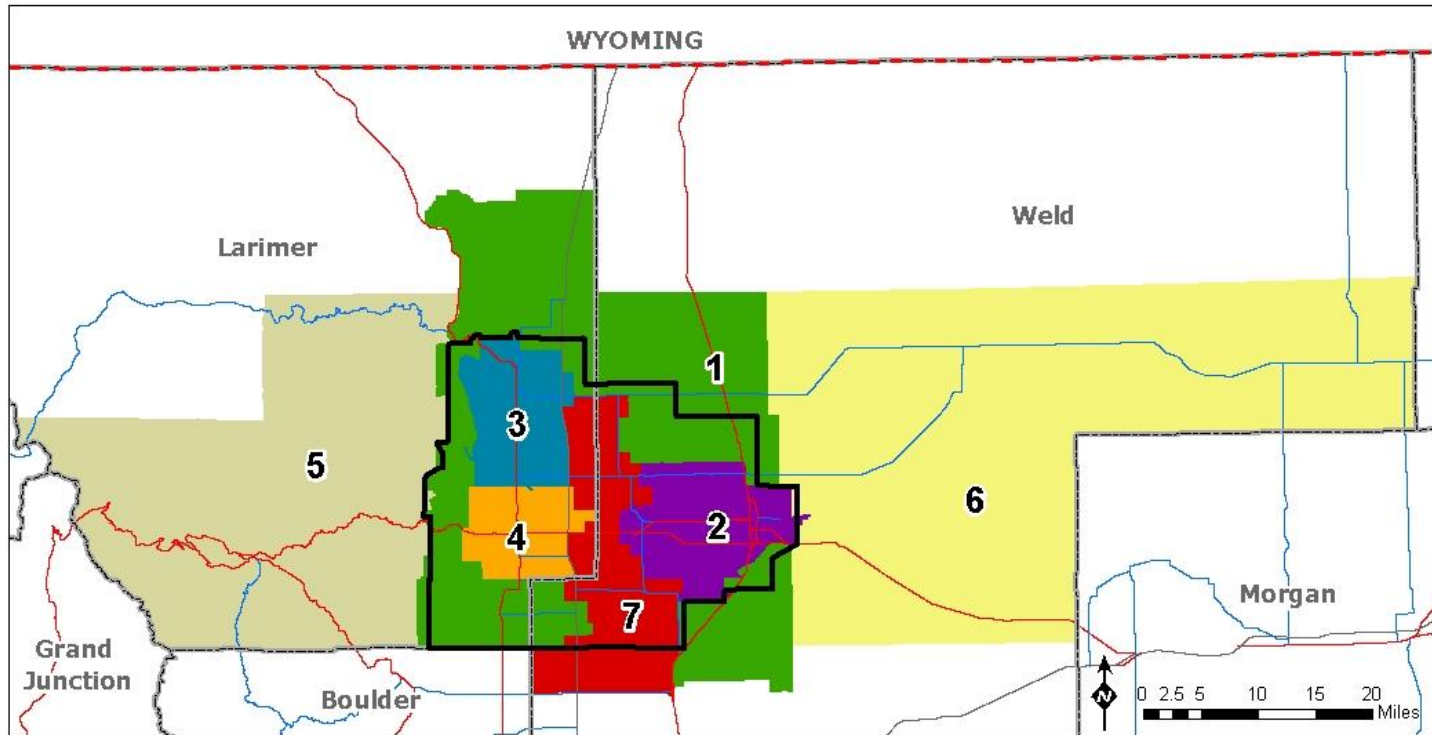 WYOMING
Weld
Larimer
1
3
5
6
2
4
Morgan
7
Grand
Junction
Boulder
N
0 2.5 5 10 15 20
Miles